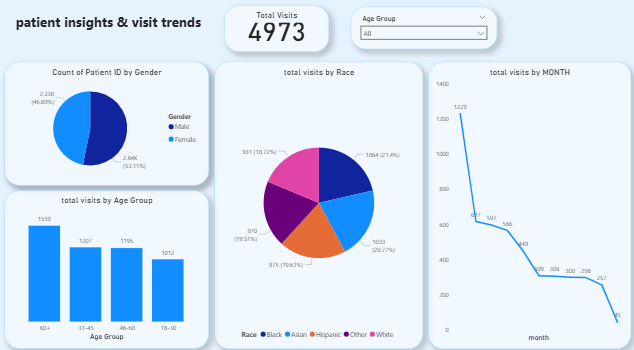 patient insights & visit trends
Total Visits
4973
Age Group
All
Count of Patient ID by Gender
2.33K
(46.89%)
Gender
Male
Female
2.64K
(53.11%)
total visits by Age Group
1559
1207
1195
1012
60+
31-45
46-60
18-30
Age Group
total visits by Race
931 (18.72%)
1064 (21.4%)
970
(19.51%)
1033
(20.77%)
975 (19.61%)
Race Black Asian Hispanic Other White
total visits by MONTH
1400
1200
1000
800
600
400
200
0
1229
597
566
449
306
300
298
257
month